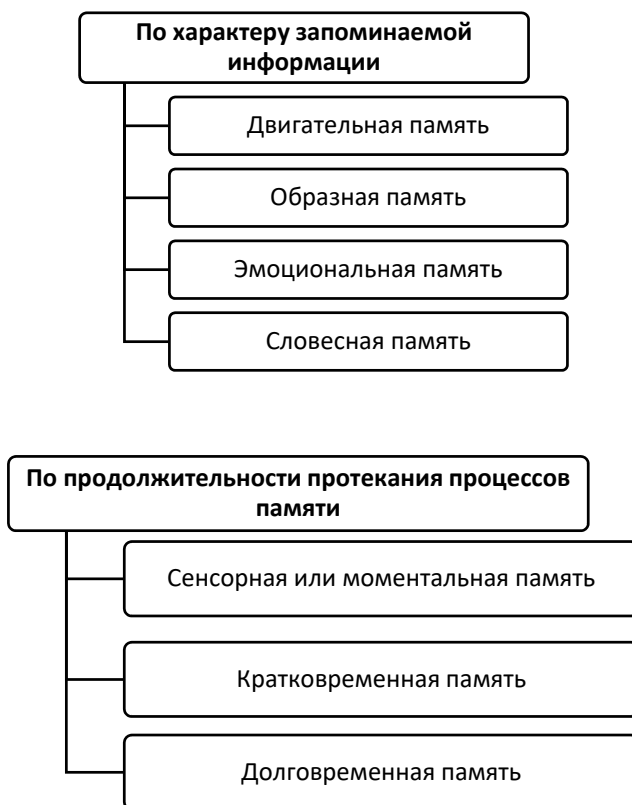 По характеру запоминаемой
информации
Двигательная память
Образная память
Эмоциональная память
Словесная память
По продолжительности протекания процессов
памяти
Сенсорная или моментальная память
Кратковременная память
Долговременная память